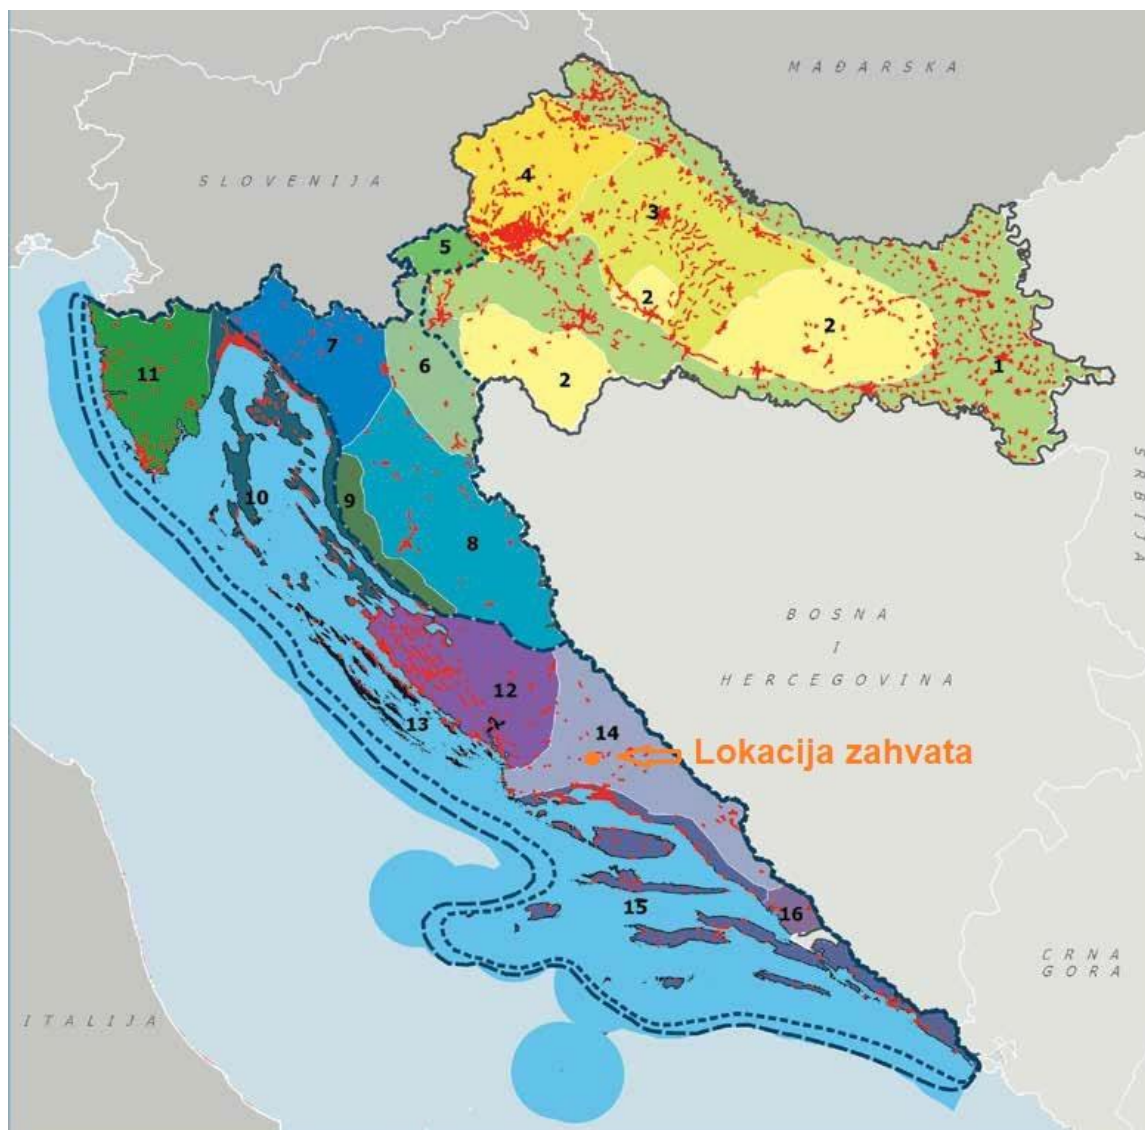 MAĐARSKA
SLOVENIJA
4
3
5
2
2
7
11
6
2
1
10
9
8
SRBIJA
BOSNA
I
HERCEGOVINA
12
13
14
Lokacija zahvata
15
16
CRNA
GORA
ITALIJA